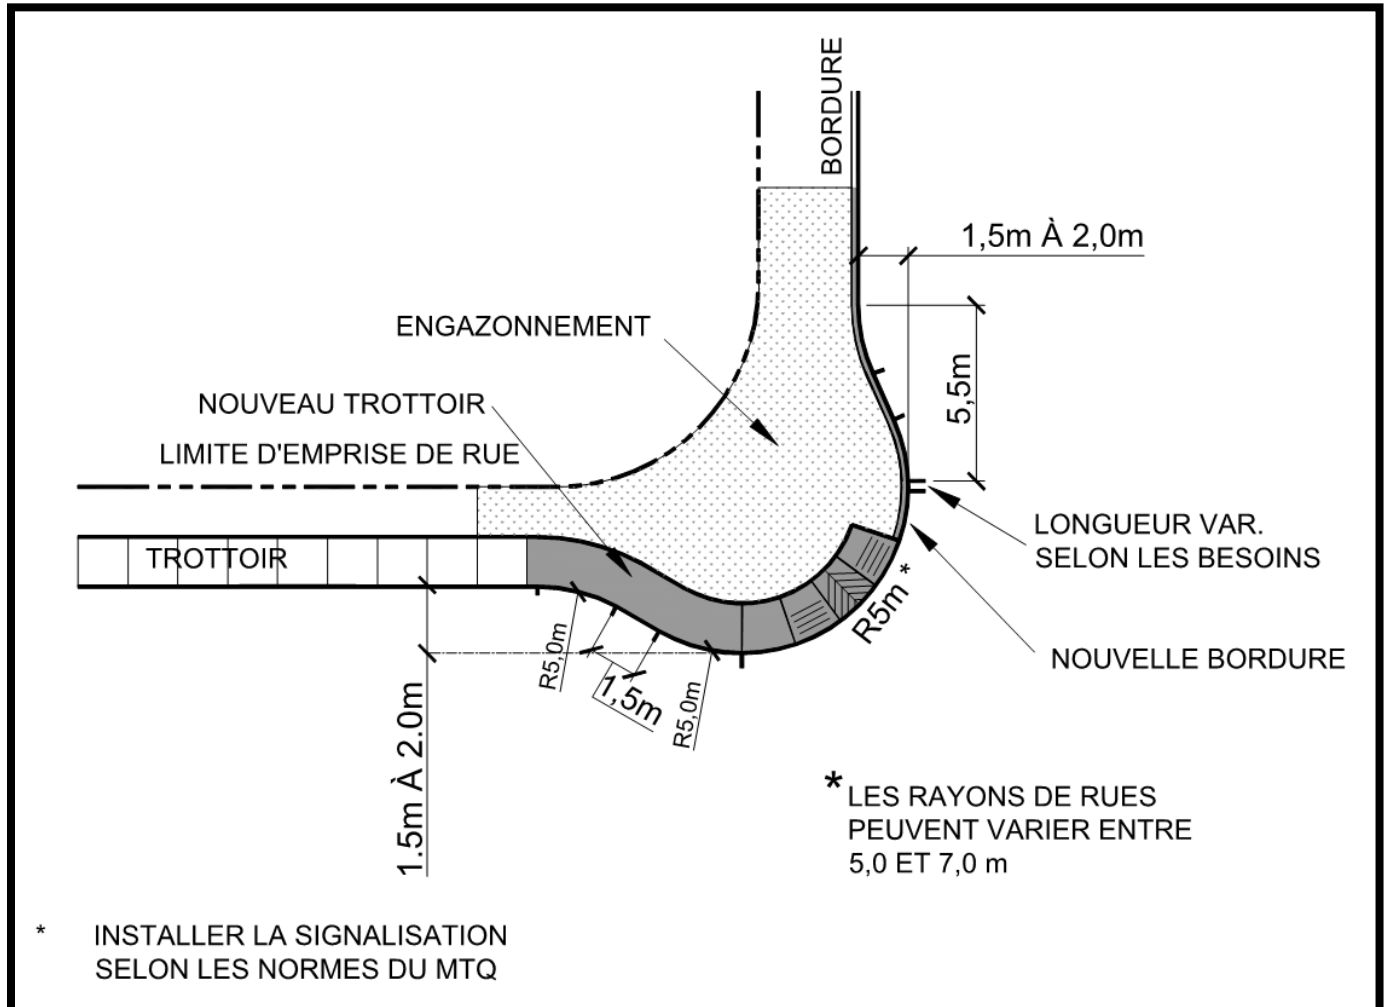 BORDURE
1,5m À 2,0m
ENGAZONNEMENT
5,5m
NOUVEAU TROTTOIR
LIMITE D'EMPRISE DE RUE
TROTTOIR
LONGUEUR VAR.
SELON LES BESOINS
R5m *
NOUVELLE BORDURE
R5,0m
1,5m
R5,0m
1.5m À 2.0m
* LES RAYONS DE RUES
PEUVENT VARIER ENTRE
5,0 ET 7,0 m
* INSTALLER LA SIGNALISATION
SELON LES NORMES DU MTQ